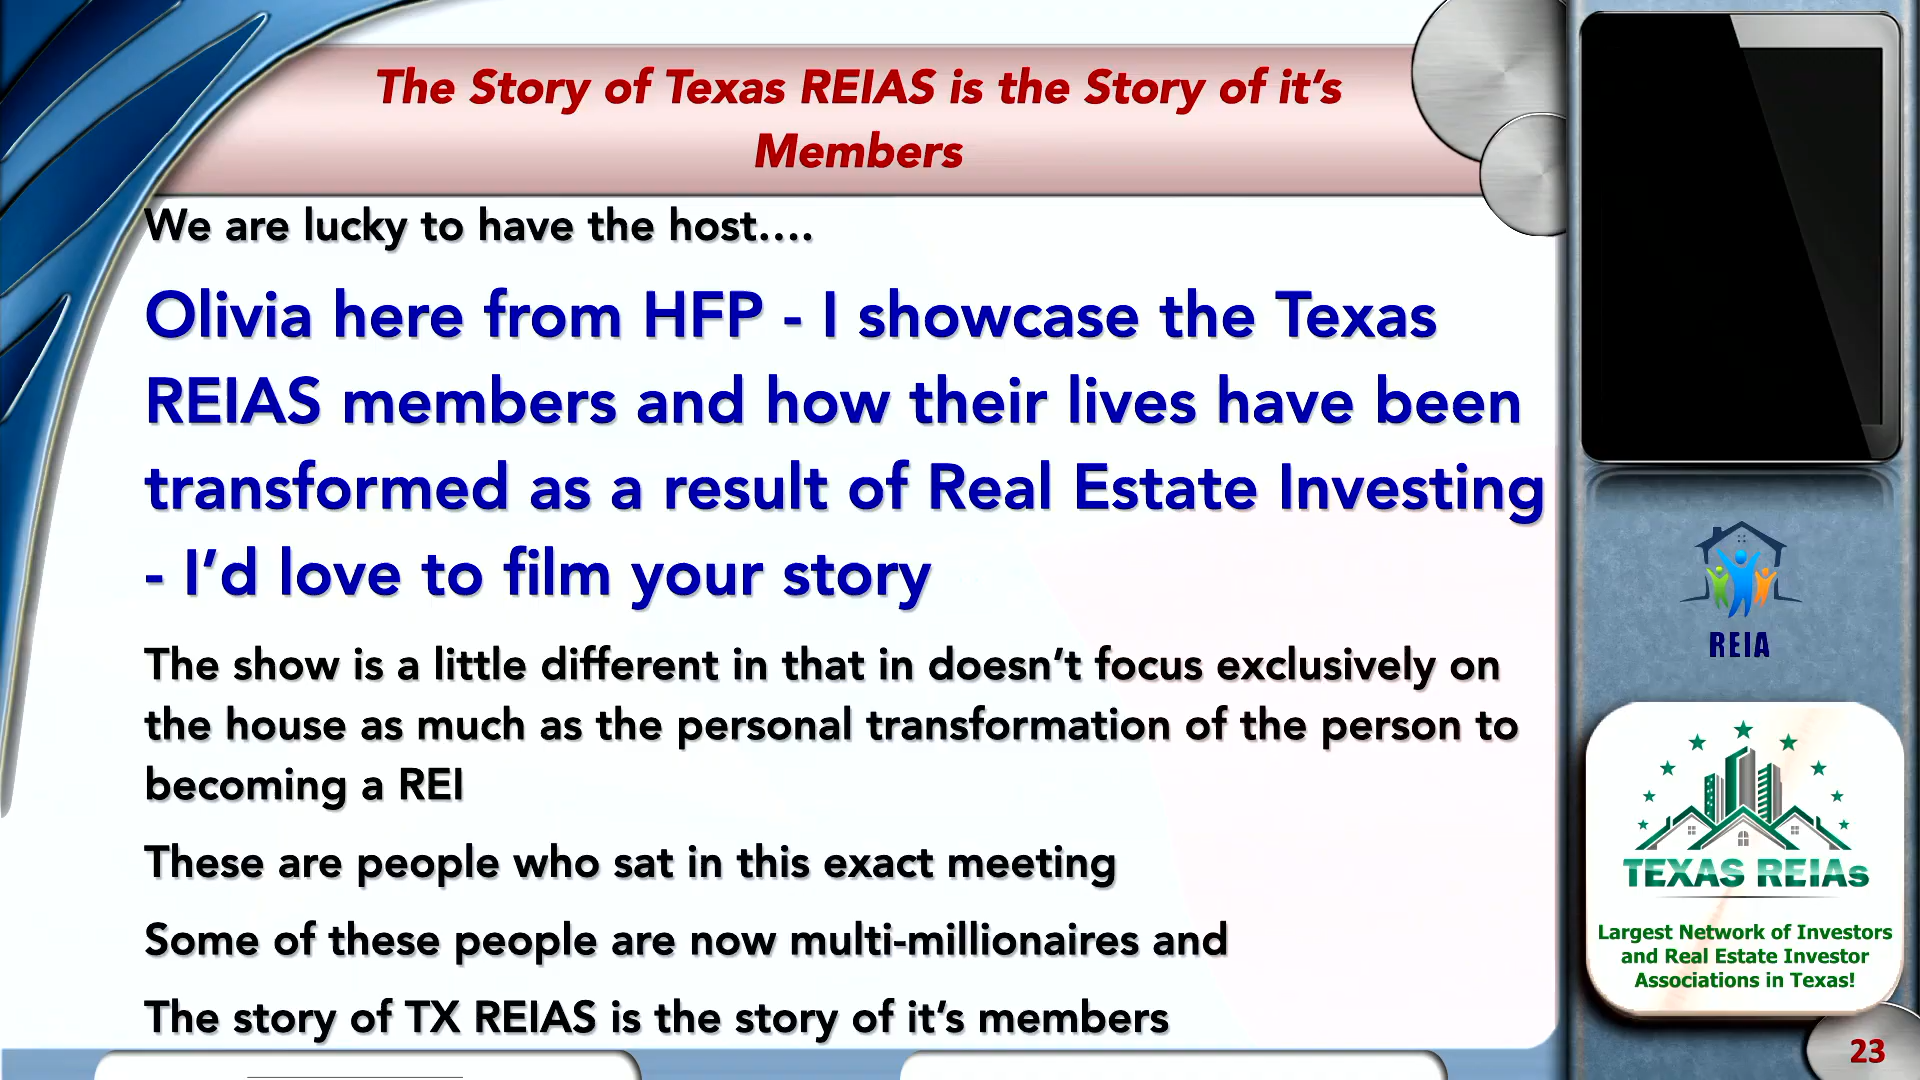 The Story of Texas REIAS is the Story of it’s
Members
We are lucky to have the host….
Olivia here from HFP - I showcase the Texas
REIAS members and how their lives have been
transformed as a result of Real Estate Investing
- I’d love to film your story
The show is a little different in that in doesn’t focus exclusively on
the house as much as the personal transformation of the person to
becoming a REI
These are people who sat in this exact meeting
Some of these people are now multi-millionaires and
The story of TX REIAS is the story of it’s members
REIA
TEXAS REIAs
Largest Network of Investors
and Real Estate Investor
Associations in Texas!
23